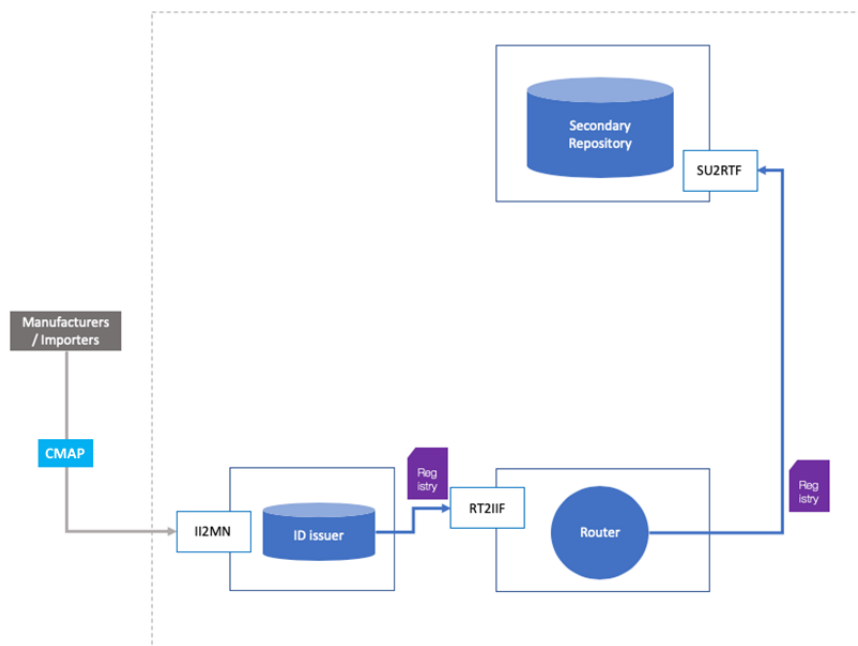 Secondary
Repository
SU2RTF
Manufacturers
/ Importers
CMAP
Reg
istry
Reg
istry
II2MN
ID issuer
RT2IIF
Router